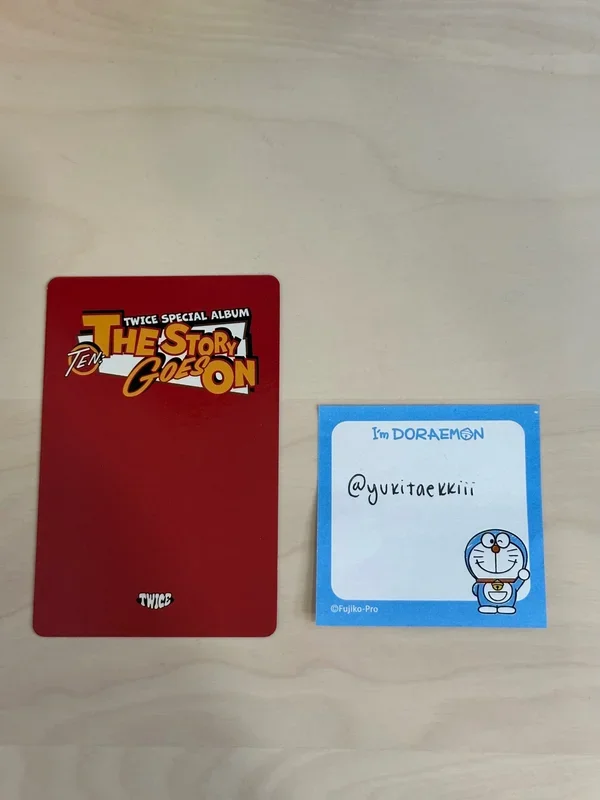 TWICE SPECIAL ALBUM
TEN:
THE STORY
GOES ON
TWICE
I'm DORAEMON
@yukitaekkiii
©Fujiko-Pro